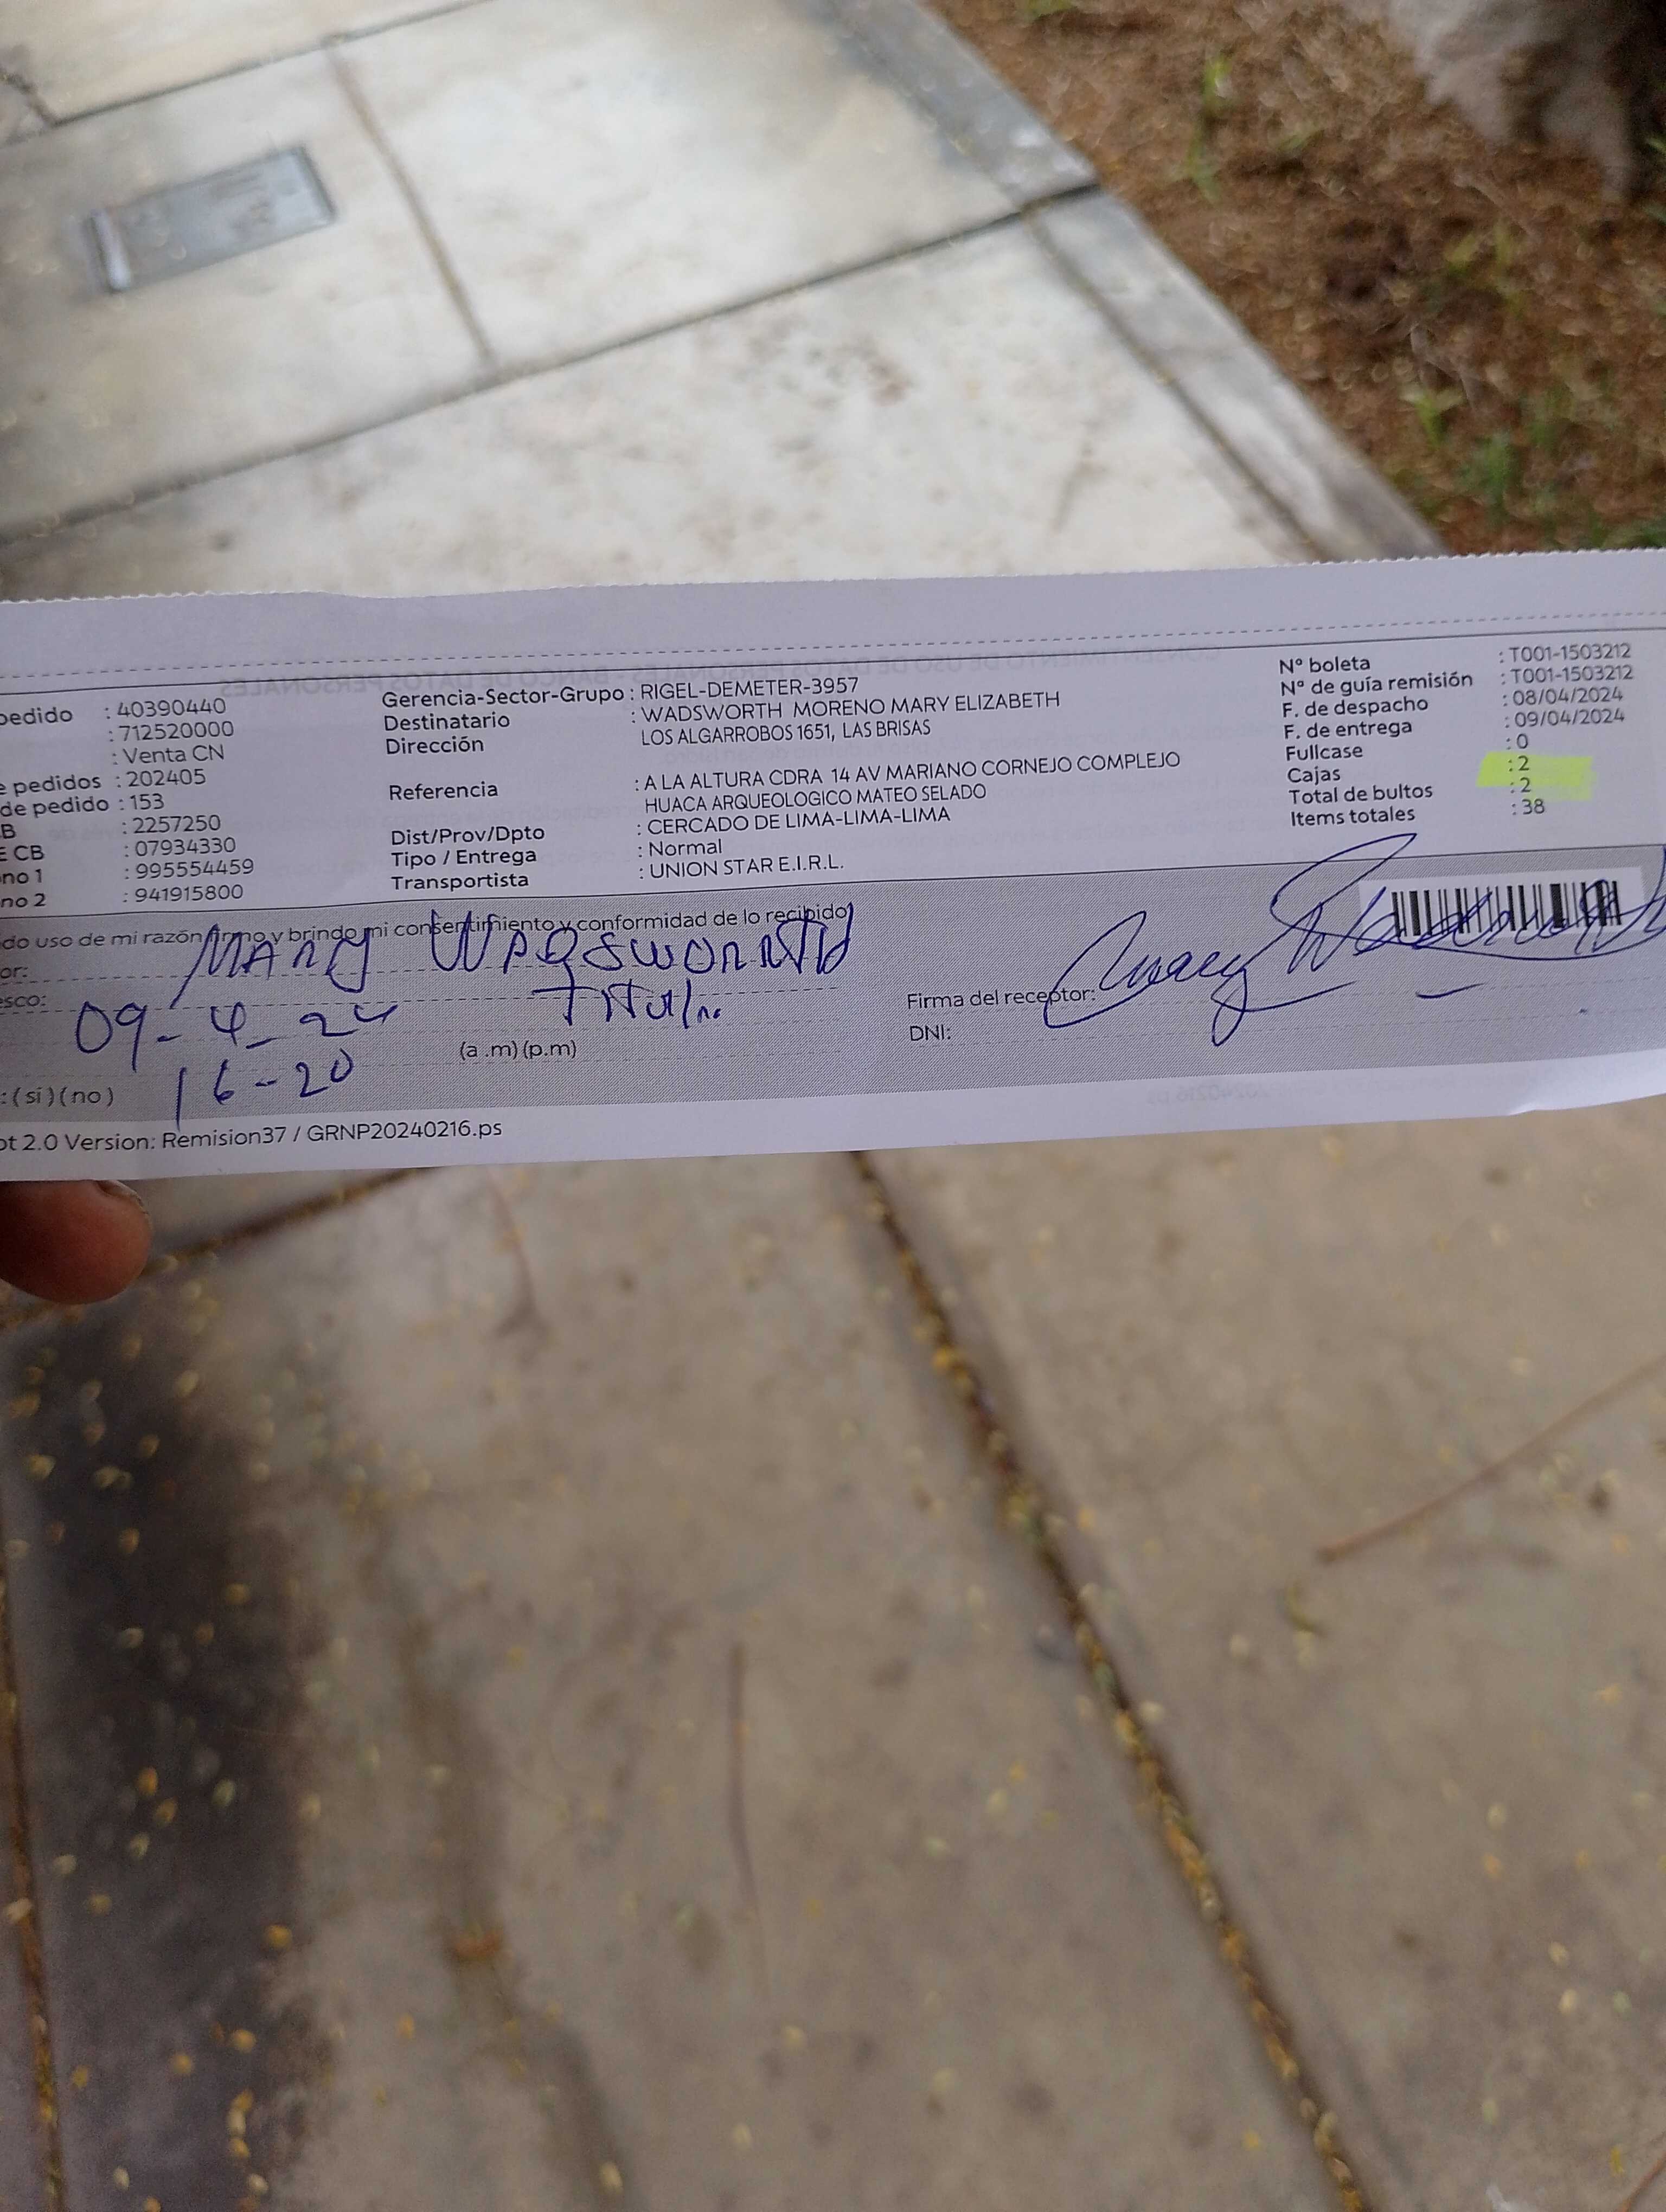 pedido : 40390440
: 712520000
: Venta CN
e pedidos : 202405
de pedido : 153
B : 2257250
E CB : 07934330
no 1 : 995554459
no 2 : 941915800
Gerencia-Sector-Grupo : RIGEL-DEMETER-3957
Destinatario : WADSWORTH MORENO MARY ELIZABETH
Dirección LOS ALGARROBOS 1651, LAS BRISAS
Referencia : A LA ALTURA CDRA 14 AV MARIANO CORNEJO COMPLEJO
HUACA ARQUEOLOGICO MATEO SELADO
Dist/Prov/Dpto : CERCADO DE LIMA-LIMA-LIMA
Tipo / Entrega : Normal
Transportista : UNION STAR E.I.R.L.
N° boleta : T001-1503212
N° de guía remisión : T001-1503212
F. de despacho : 08/04/2024
F. de entrega : 09/04/2024
Fullcase : 0
Cajas : 2
Total de bultos : 2
Items totales : 38
do uso de mi razón firmo y brindo mi consentimiento y conformidad de lo recibido
or: MARY WADSWORTH
esco: Titular
09-4-24
16-20 (a .m) (p.m)
: (si) (no)
Firma del receptor: Mary Wadsworth
DNI:
ot 2.0 Version: Remision37 / GRNP20240216.ps